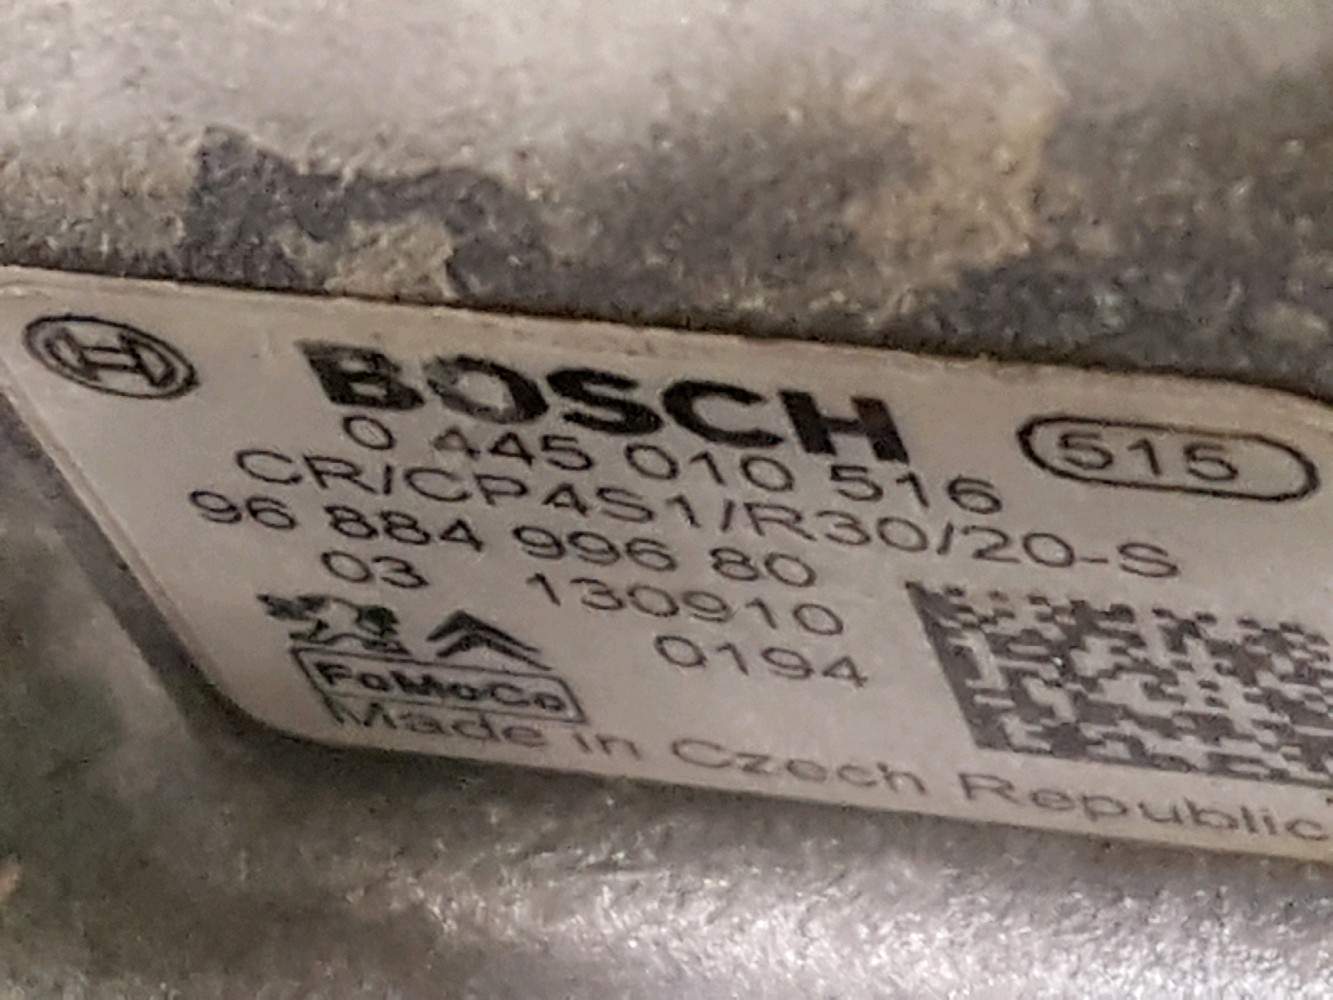 BOSCH
515
0 445 010 516
CR/CP4S1/R30/20-S
96 884 996 80
03 130910
0194
FoMoCo
Made in Czech Republic